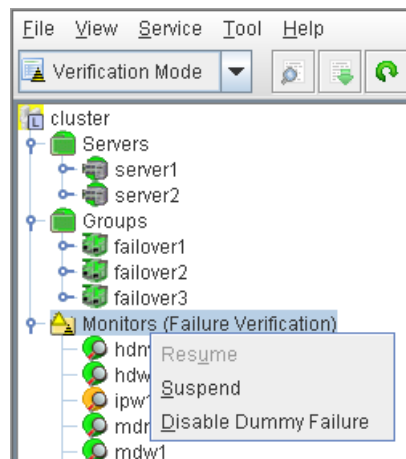 File View Service Tool Help
Verification Mode
cluster
Servers
server1
server2
Groups
failover1
failover2
failover3
Monitors (Failure Verification)
Resume
Suspend
Disable Dummy Failure
mdw1